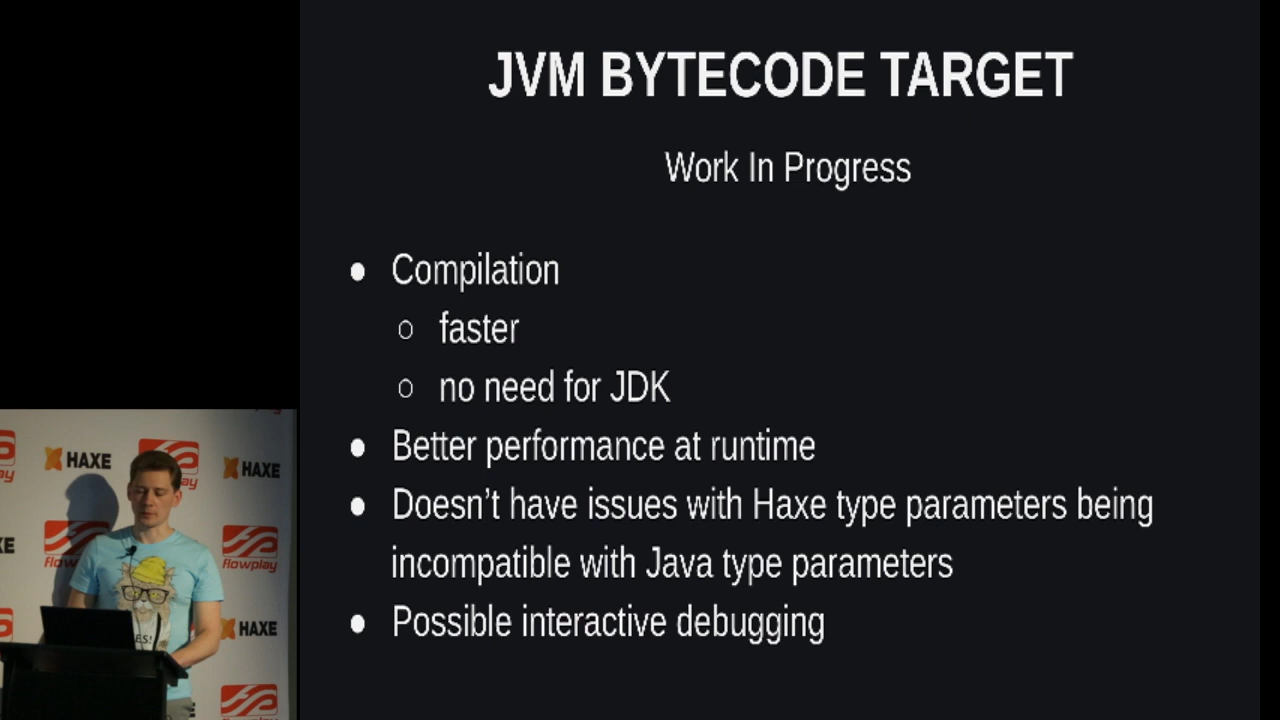 JVM BYTECODE TARGET
Work In Progress
● Compilation
○ faster
○ no need for JDK
● Better performance at runtime
● Doesn’t have issues with Haxe type parameters being
incompatible with Java type parameters
● Possible interactive debugging
HAXE
HAXE
flowplay
HAXE
ES!